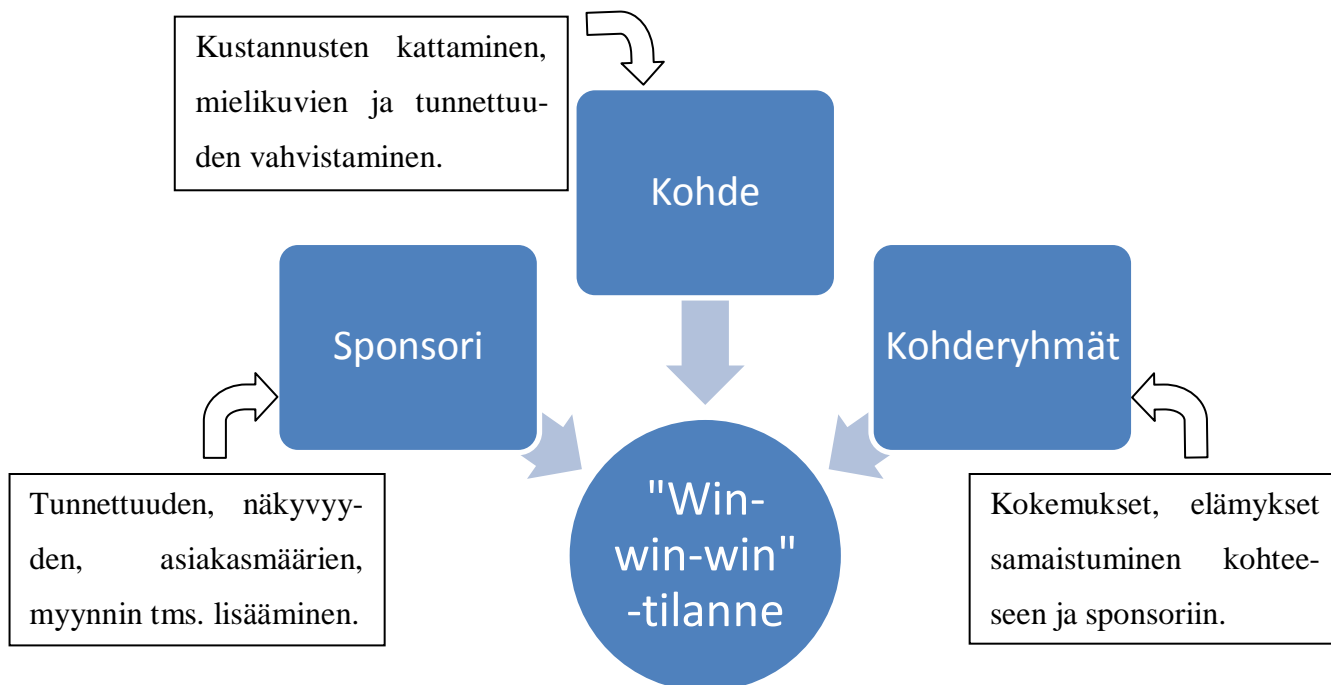 Kustannusten kattaminen,
mielikuvien ja tunnettuu-
den vahvistaminen.
Kohde
Sponsori
Kohderyhmät
Tunnettuuden, näkyvyy-
den, asiakasmäärien,
myynnin tms. lisääminen.
"Win-
win-win"
-tilanne
Kokemukset, elämykset
samaistuminen kohtee-
seen ja sponsoriin.